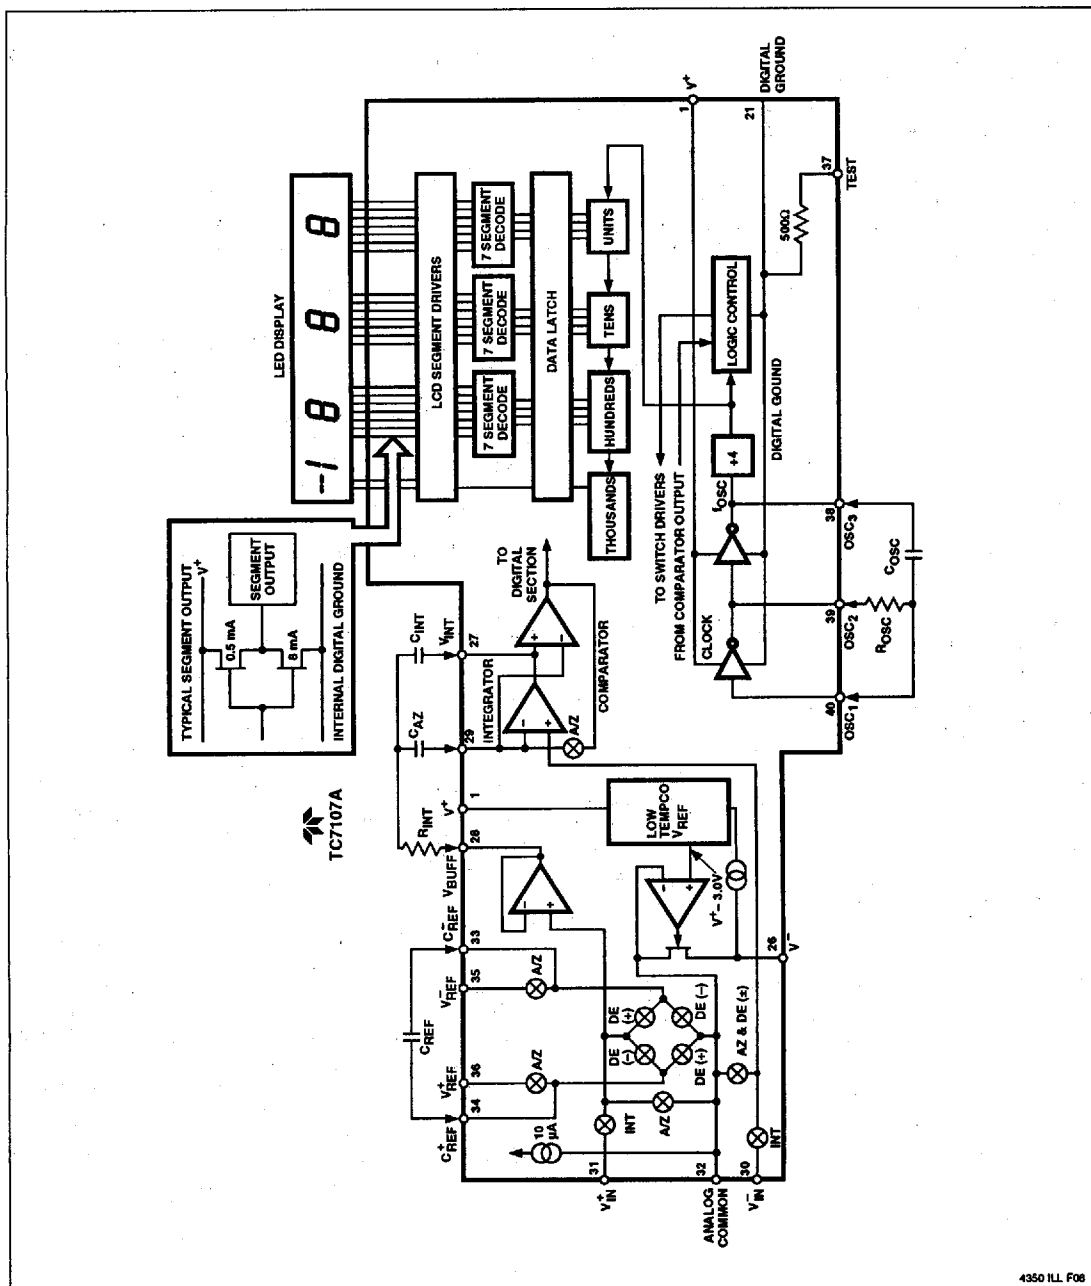 TYPICAL SEGMENT OUTPUT
V+
0.5 mA
SEGMENT
OUTPUT
8 mA
INTERNAL DIGITAL GROUND
TC7107A
LED DISPLAY
-1 8 8 8
LCD SEGMENT DRIVERS
7 SEGMENT
DECODE
7 SEGMENT
DECODE
7 SEGMENT
DECODE
DATA LATCH
THOUSANDS
HUNDREDS
TENS
UNITS
CREF
RINT
CAZ
CINT
C+REF
34
V+REF
36
V-REF
35
C-REF
33
VBUFF
28
V+
1
29
INTEGRATOR
27
VINT
10
µA
A/Z
A/Z
-
+
-
+
+
-
TO
DIGITAL
SECTION
A/Z
COMPARATOR
V+IN
31
INT
A/Z
DE
(-)
DE
(+)
DE (+)
DE (-)
ANALOG
COMMON
32
V-IN
30
INT
AZ & DE (±)
-
+
LOW
TEMPCO
VREF
V+ – 3.0V
26
V-
TO SWITCH DRIVERS
FROM COMPARATOR OUTPUT
CLOCK
fOSC
+4
LOGIC CONTROL
DIGITAL GOUND
1
V+
21
DIGITAL
GROUND
500Ω
37
TEST
40
OSC1
39
OSC2
38
OSC3
ROSC
COSC
4350 ILL F08